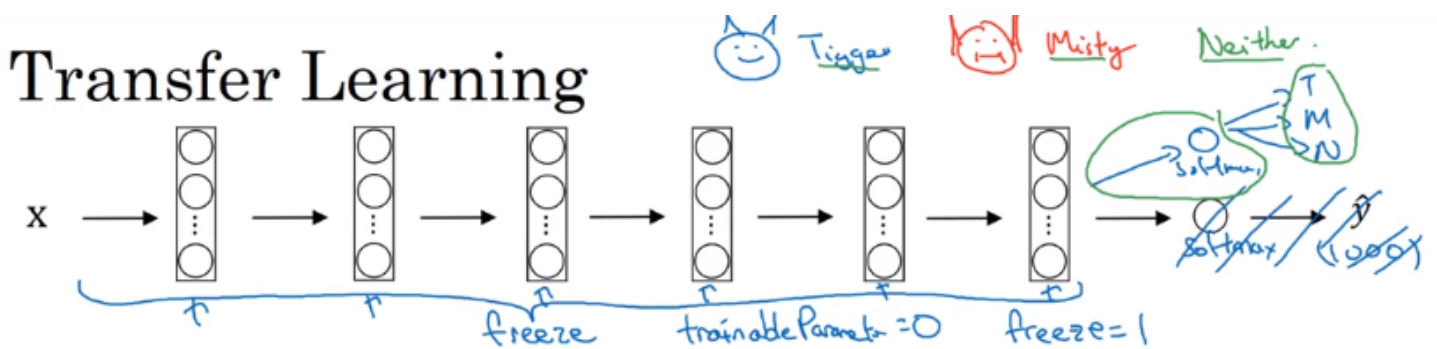 Tigger Misty Neither.
Transfer Learning
T
M
softmax
N
x
ŷ
softmax (1000)
freeze trainableParameter=0 freeze=1